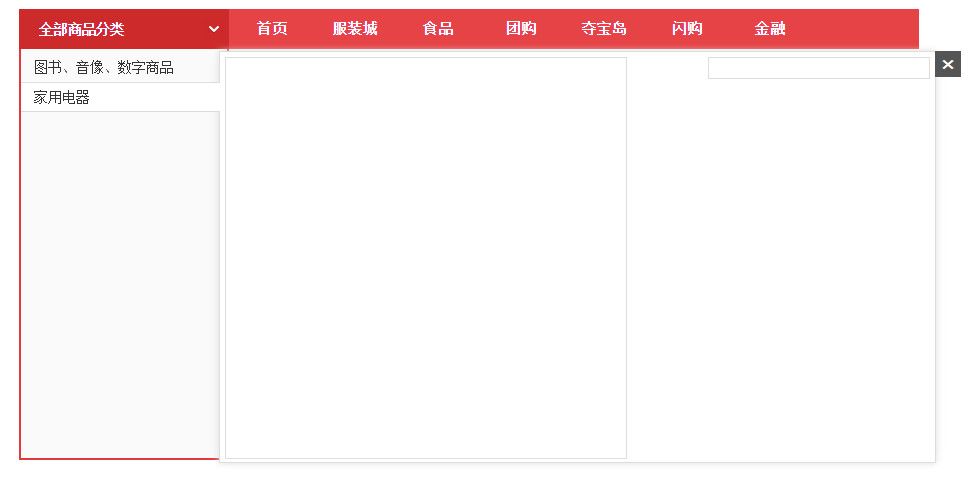 全部商品分类 首页 服装城 食品 团购 夺宝岛 闪购 金融
图书、音像、数字商品
家用电器